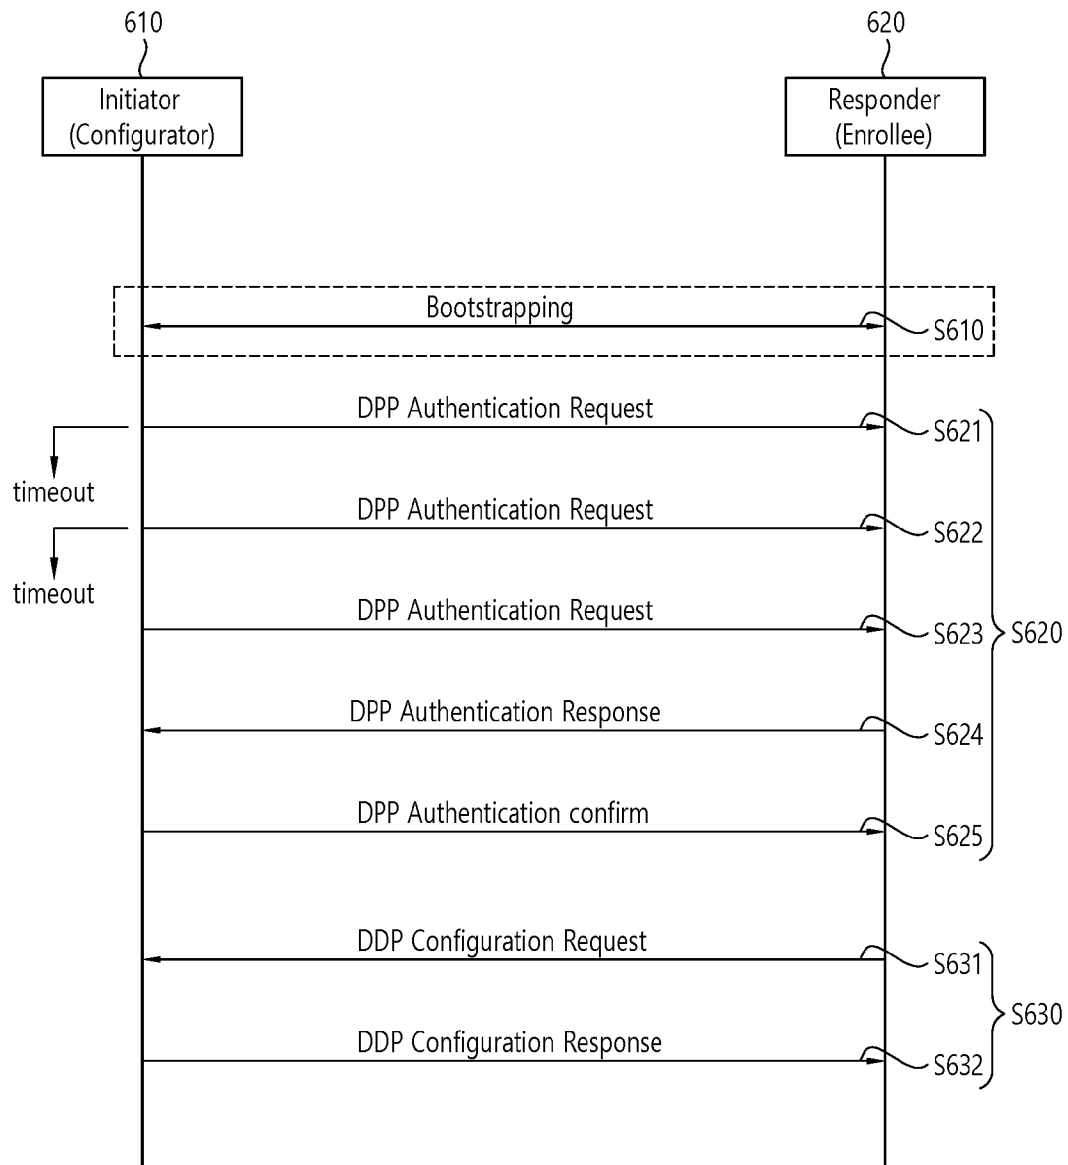 610
620
Initiator
(Configurator)
Responder
(Enrollee)
Bootstrapping
S610
DPP Authentication Request
S621
timeout
DPP Authentication Request
S622
timeout
DPP Authentication Request
S623
S620
DPP Authentication Response
S624
DPP Authentication confirm
S625
DDP Configuration Request
S631
S630
DDP Configuration Response
S632